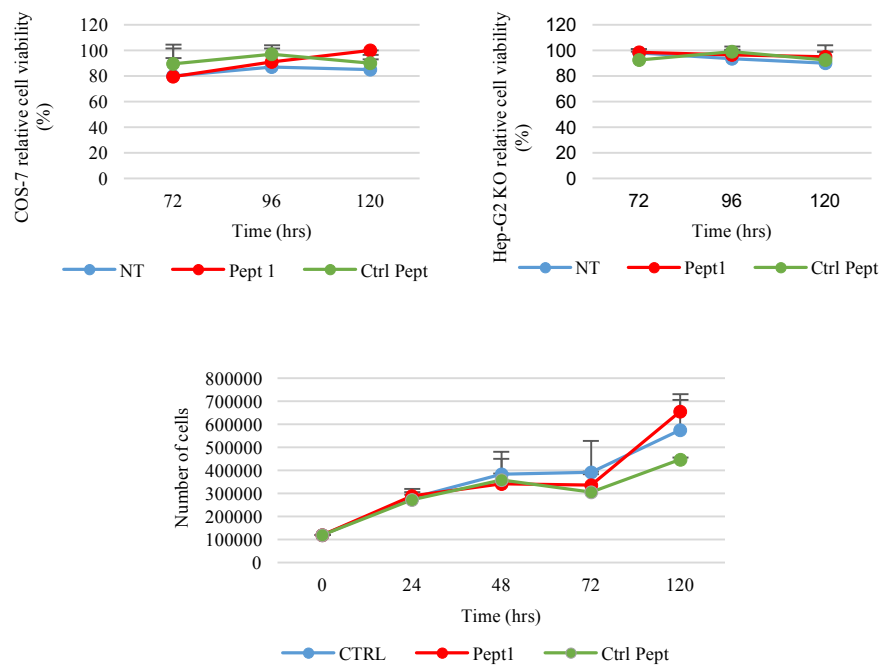 COS-7 relative cell viability
(%)
120
100
80
60
40
20
0
72 96 120
Time (hrs)
NT Pept 1 Ctrl Pept
Hep-G2 KO relative cell viability
(%)
120
100
80
60
40
20
0
72 96 120
Time (hrs)
NT Pept1 Ctrl Pept
Number of cells
800000
700000
600000
500000
400000
300000
200000
100000
0
0 24 48 72 120
Time (hrs)
CTRL Pept1 Ctrl Pept